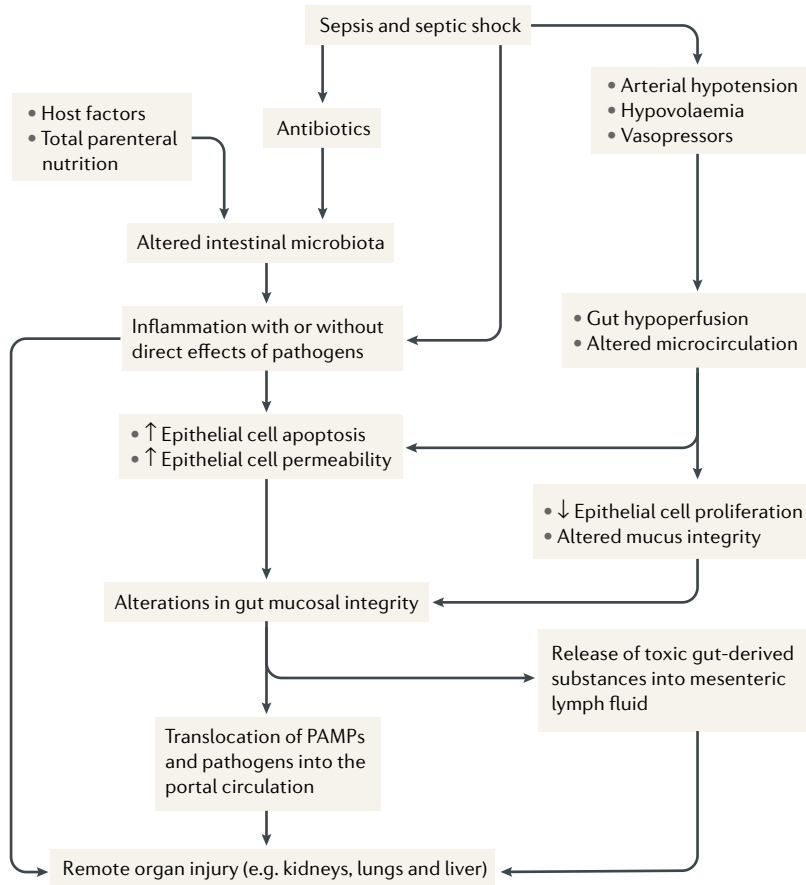 Sepsis and septic shock
• Arterial hypotension
• Hypovolaemia
• Vasopressors
• Host factors
• Total parenteral
nutrition
Antibiotics
Altered intestinal microbiota
Inflammation with or without
direct effects of pathogens
• Gut hypoperfusion
• Altered microcirculation
• ↑ Epithelial cell apoptosis
• ↑ Epithelial cell permeability
• ↓ Epithelial cell proliferation
• Altered mucus integrity
Alterations in gut mucosal integrity
Release of toxic gut-derived
substances into mesenteric
lymph fluid
Translocation of PAMPs
and pathogens into the
portal circulation
Remote organ injury (e.g. kidneys, lungs and liver)